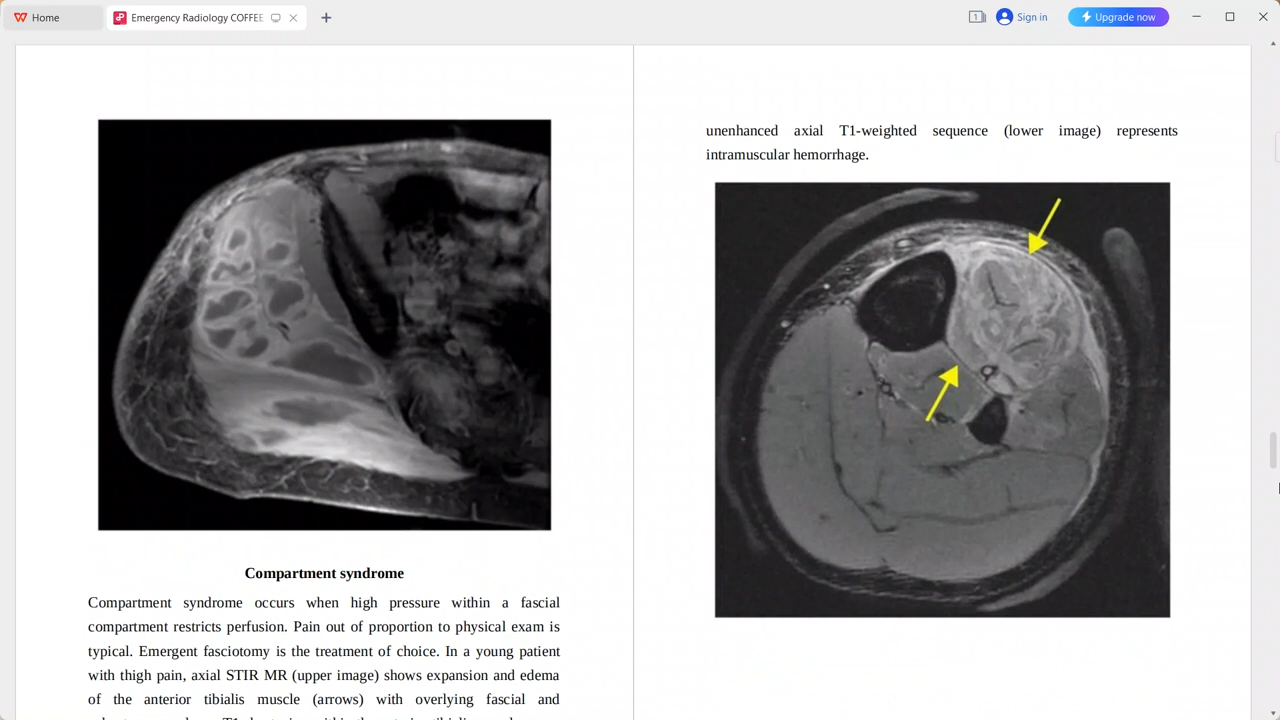 Home
Emergency Radiology COFFEE
Sign in
Upgrade now
Compartment syndrome
Compartment syndrome occurs when high pressure within a fascial
compartment restricts perfusion. Pain out of proportion to physical exam is
typical. Emergent fasciotomy is the treatment of choice. In a young patient
with thigh pain, axial STIR MR (upper image) shows expansion and edema
of the anterior tibialis muscle (arrows) with overlying fascial and
unenhanced axial T1-weighted sequence (lower image) represents
intramuscular hemorrhage.